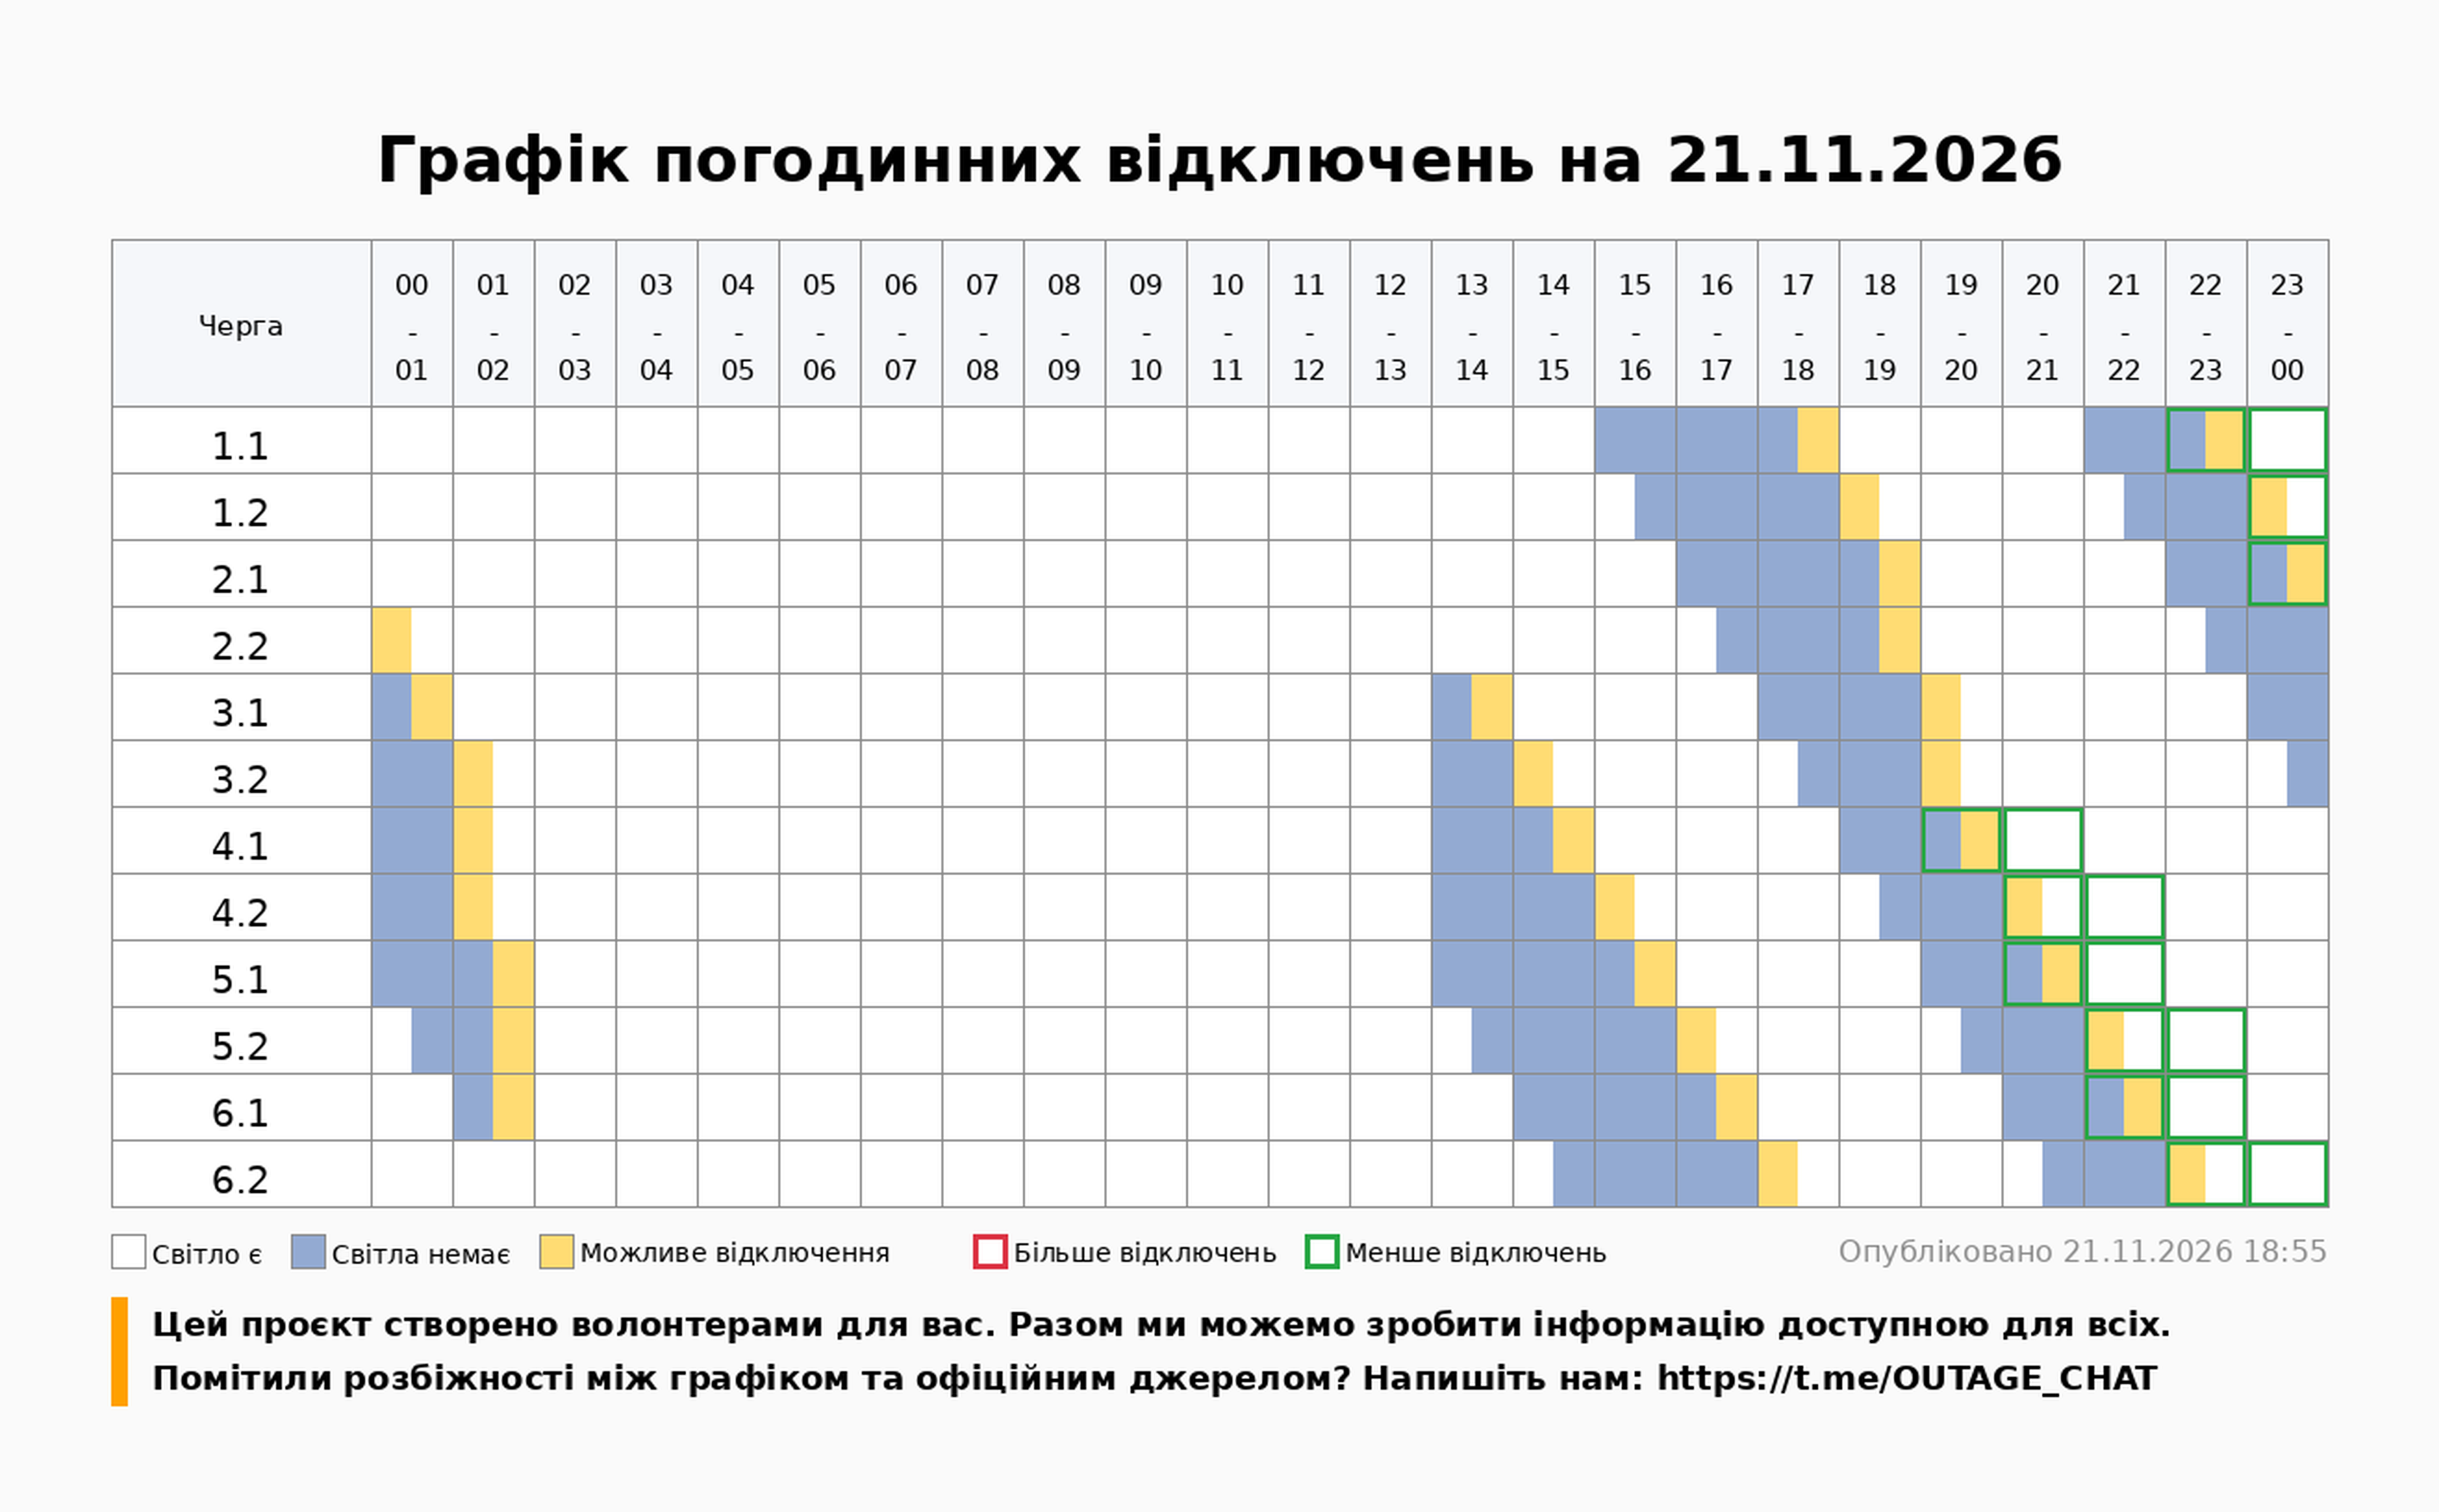 Графік погодинних відключень на 21.11.2026
Черга 00 - 01 01 - 02 02 - 03 03 - 04 04 - 05 05 - 06 06 - 07 07 - 08 08 - 09 09 - 10 10 - 11 11 - 12 12 - 13 13 - 14 14 - 15 15 - 16 16 - 17 17 - 18 18 - 19 19 - 20 20 - 21 21 - 22 22 - 23 23 - 00
1.1
1.2
2.1
2.2
3.1
3.2
4.1
4.2
5.1
5.2
6.1
6.2
Світло є Світла немає Можливе відключення Більше відключень Менше відключень Опубліковано 21.11.2026 18:55
Цей проєкт створено волонтерами для вас. Разом ми можемо зробити інформацію доступною для всіх.
Помітили розбіжності між графіком та офіційним джерелом? Напишіть нам: https://t.me/OUTAGE_CHAT